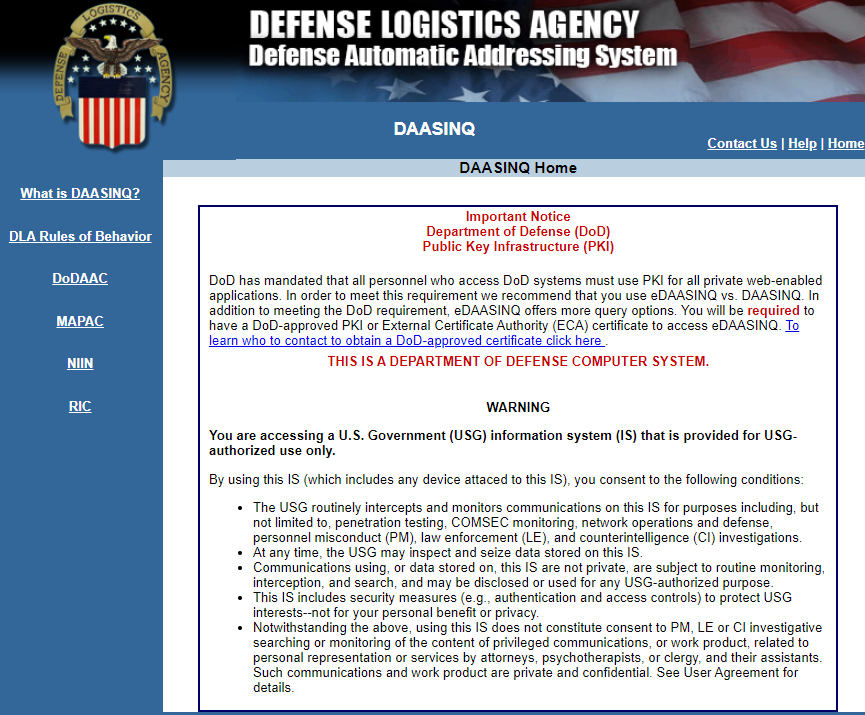 DEFENSE LOGISTICS AGENCY
Defense Automatic Addressing System
DEFENSE LOGISTICS AGENCY
DAASINQ
Contact Us | Help | Home
DAASINQ Home
What is DAASINQ?
DLA Rules of Behavior
DoDAAC
MAPAC
NIIN
RIC
Important Notice
Department of Defense (DoD)
Public Key Infrastructure (PKI)
DoD has mandated that all personnel who access DoD systems must use PKI for all private web-enabled
applications. In order to meet this requirement we recommend that you use eDAASINQ vs. DAASINQ. In
addition to meeting the DoD requirement, eDAASINQ offers more query options. You will be required to
have a DoD-approved PKI or External Certificate Authority (ECA) certificate to access eDAASINQ. To
learn who to contact to obtain a DoD-approved certificate click here .
THIS IS A DEPARTMENT OF DEFENSE COMPUTER SYSTEM.
WARNING
You are accessing a U.S. Government (USG) information system (IS) that is provided for USG-
authorized use only.
By using this IS (which includes any device attaced to this IS), you consent to the following conditions:
• The USG routinely intercepts and monitors communications on this IS for purposes including, but
not limited to, penetration testing, COMSEC monitoring, network operations and defense,
personnel misconduct (PM), law enforcement (LE), and counterintelligence (CI) investigations.
• At any time, the USG may inspect and seize data stored on this IS.
• Communications using, or data stored on, this IS are not private, are subject to routine monitoring,
interception, and search, and may be disclosed or used for any USG-authorized purpose.
• This IS includes security measures (e.g., authentication and access controls) to protect USG
interests--not for your personal benefit or privacy.
• Notwithstanding the above, using this IS does not constitute consent to PM, LE or CI investigative
searching or monitoring of the content of privileged communications, or work product, related to
personal representation or services by attorneys, psychotherapists, or clergy, and their assistants.
Such communications and work product are private and confidential. See User Agreement for
details.